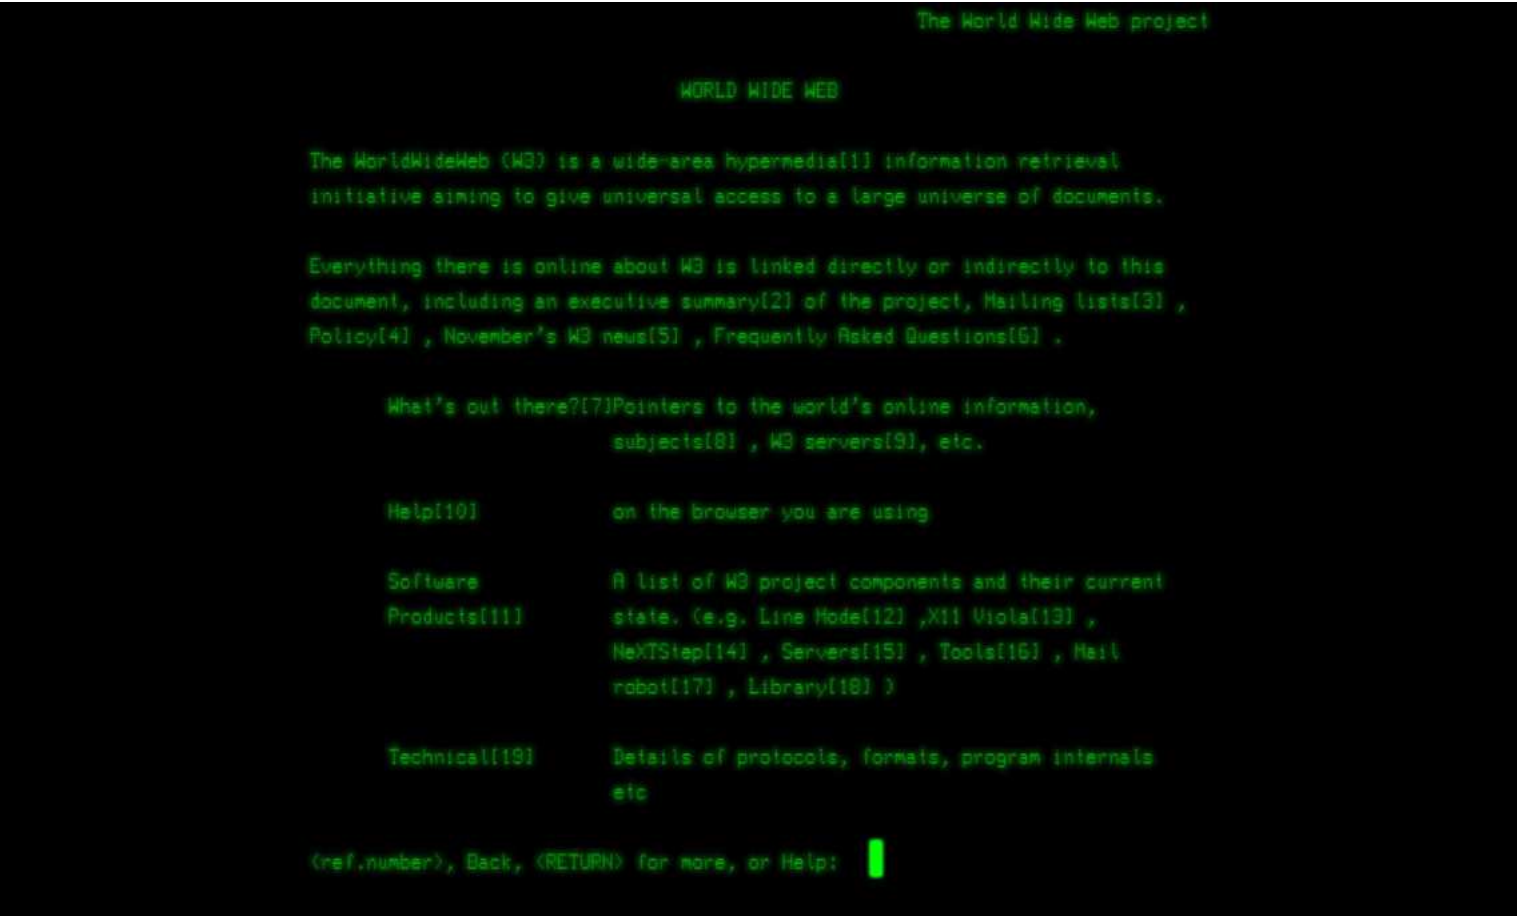 The World Wide Web project
WORLD WIDE WEB
The WorldWideWeb (W3) is a wide-area hypermedia[1] information retrieval
initiative aiming to give universal access to a large universe of documents.
Everything there is online about W3 is linked directly or indirectly to this
document, including an executive summary[2] of the project, Mailing lists[3] ,
Policy[4] , November's W3 news[5] , Frequently Asked Questions[6] .
What's out there?[7]Pointers to the world's online information,
subjects[8] , W3 servers[9], etc.
Help[10] on the browser you are using
Software A list of W3 project components and their current
Products[11] state. (e.g. Line Mode[12] ,X11 Viola[13] ,
NeXTStep[14] , Servers[15] , Tools[16] , Mail
robot[17] , Library[18] )
Technical[19] Details of protocols, formats, program internals
etc
<ref.number>, Back, <RETURN> for more, or Help: